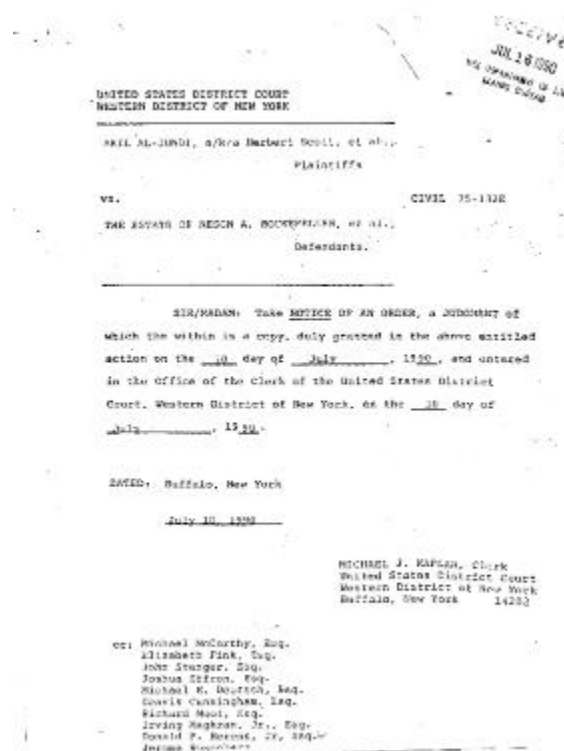 RECEIVE
JUL 16 1990
UNITED STATES DISTRICT COURT
WESTERN DISTRICT OF NEW YORK
AKIL AL-JUNDI, a/k/a Herbert Scott, et al.,
Plaintiffs
vs.
CIVIL 75-132E
THE ESTATE OF NESON A. ROCKEFELLER, et al.,
Defendants.
SIR/MADAM: Take NOTICE OF AN ORDER, a JUDGMENT of
which the within is a copy, duly granted in the above entitled
action on the 10 day of July, 1990, and entered
in the Office of the Clerk of the United States District
Court, Western District of New York, on the 10 day of
July, 1990.
DATED: Buffalo, New York
July 10, 1990
MICHAEL J. KAPLAN, Clerk
United States District Court
Western District of New York
Buffalo, New York 14202
cc: Michael McCarthy, Esq.
Elizabeth Fink, Esq.
John Stenger, Esq.
Joshua Effron, Esq.
Michael E. Deutsch, Esq.
Dennis Cunningham, Esq.
Richard Moot, Esq.
Irving Maghran, Jr., Esq.
Donald P. Jr, Esq.
Jerome